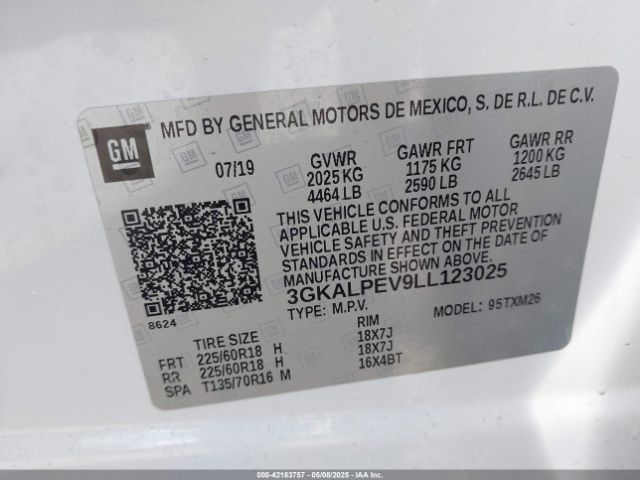 GM
MFD BY GENERAL MOTORS DE MEXICO, S. DE R.L. DE C.V.
07/19
GVWR
2025 KG
4464 LB
GAWR FRT
1175 KG
2590 LB
GAWR RR
1200 KG
2645 LB
THIS VEHICLE CONFORMS TO ALL
APPLICABLE U.S. FEDERAL MOTOR
VEHICLE SAFETY AND THEFT PREVENTION
STANDARDS IN EFFECT ON THE DATE OF
MANUFACTURE SHOWN ABOVE.
3GKALPEV9LL123025
TYPE: M.P.V.
MODEL: 95TXM26
8624
TIRE SIZE RIM
FRT 225/60R18 H 18X7J
RR 225/60R18 H 18X7J
SPA T135/70R16 M 16X4BT
000-42183757 - 05/08/2025 - IAAI.COM